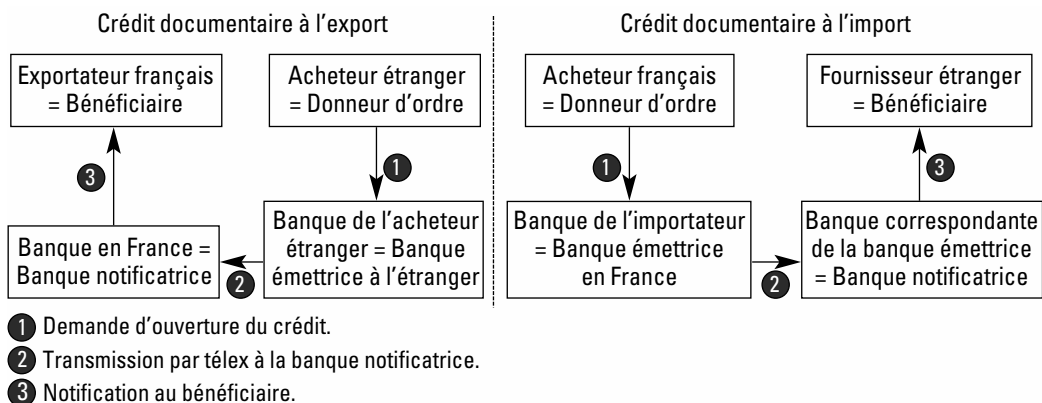 Crédit documentaire à l'export
Exportateur français
= Bénéficiaire
Acheteur étranger
= Donneur d'ordre
3
1
Banque en France =
Banque notificatrice
2
Banque de l'acheteur
étranger = Banque
émettrice à l'étranger
Crédit documentaire à l'import
Acheteur français
= Donneur d'ordre
Fournisseur étranger
= Bénéficiaire
1
3
Banque de l'importateur
= Banque émettrice
en France
2
Banque correspondante
de la banque émettrice
= Banque notificatrice
1 Demande d'ouverture du crédit.
2 Transmission par télex à la banque notificatrice.
3 Notification au bénéficiaire.